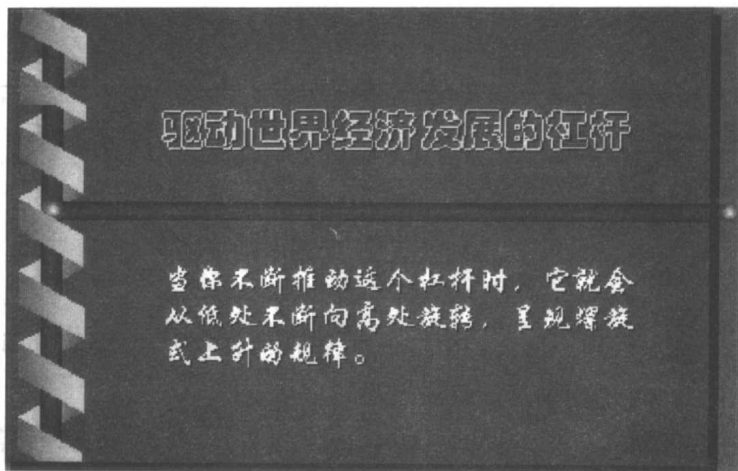 驱动世界经济发展的杠杆
当你不断推动这个杠杆时，它就会
从低处不断向高处旋转，呈现螺旋
式上升的规律。